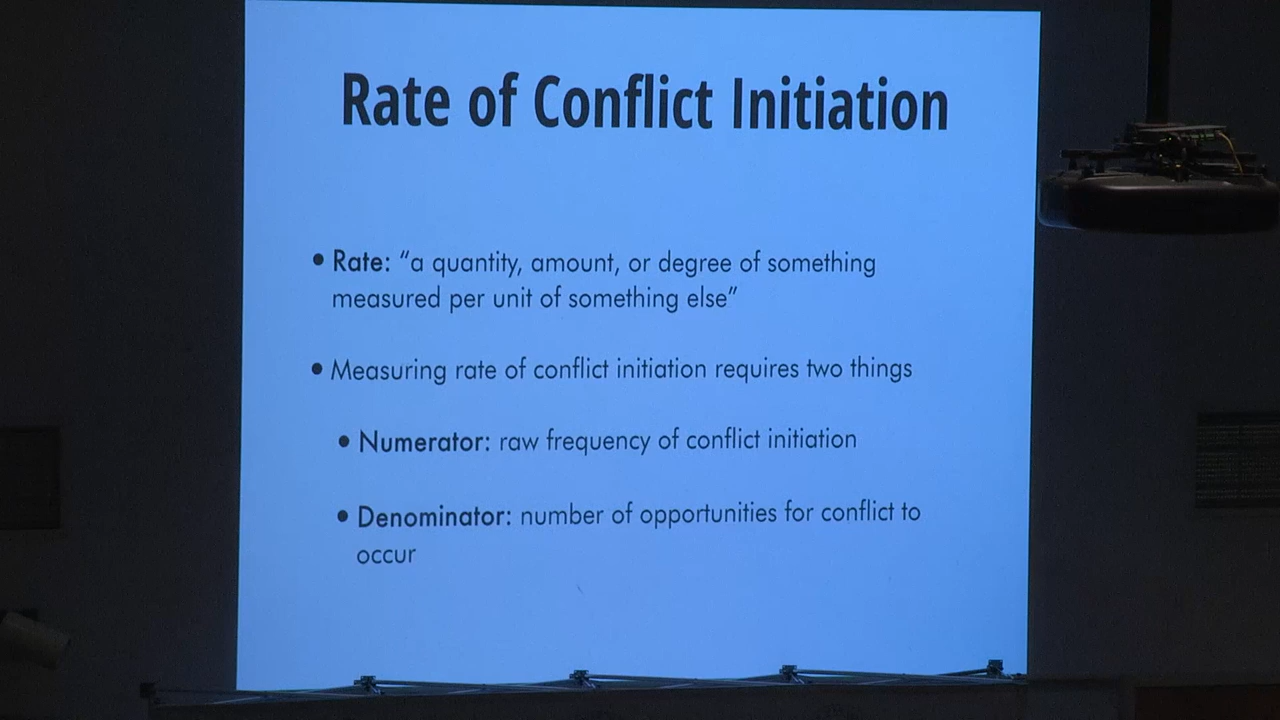 Rate of Conflict Initiation
• Rate: “a quantity, amount, or degree of something
measured per unit of something else”
• Measuring rate of conflict initiation requires two things
• Numerator: raw frequency of conflict initiation
• Denominator: number of opportunities for conflict to
occur